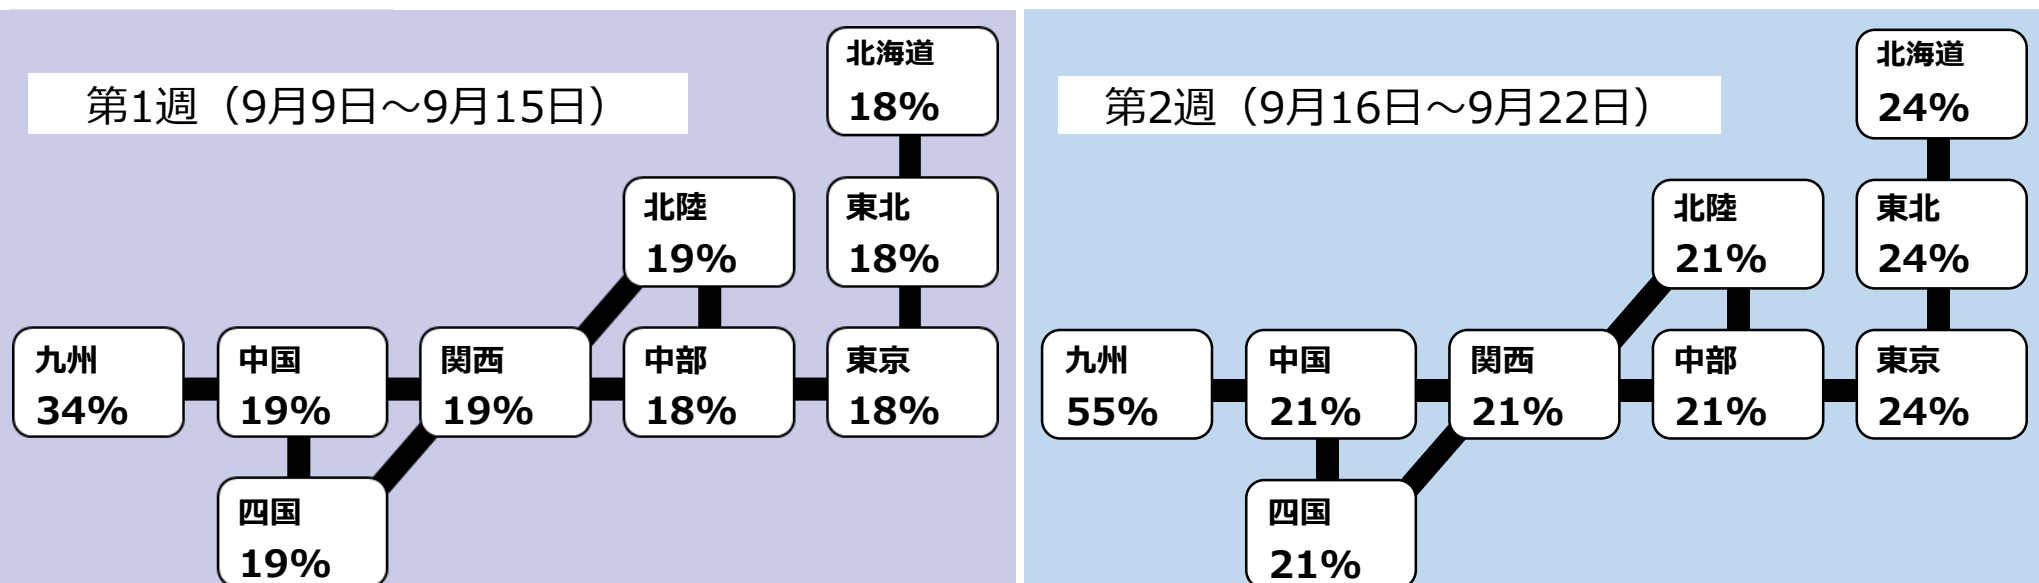 第1週（9月9日～9月15日）
北海道
18%
北陸
19%
東北
18%
九州
34%
中国
19%
関西
19%
中部
18%
東京
18%
四国
19%
第2週（9月16日～9月22日）
北海道
24%
北陸
21%
東北
24%
九州
55%
中国
21%
関西
21%
中部
21%
東京
24%
四国
21%